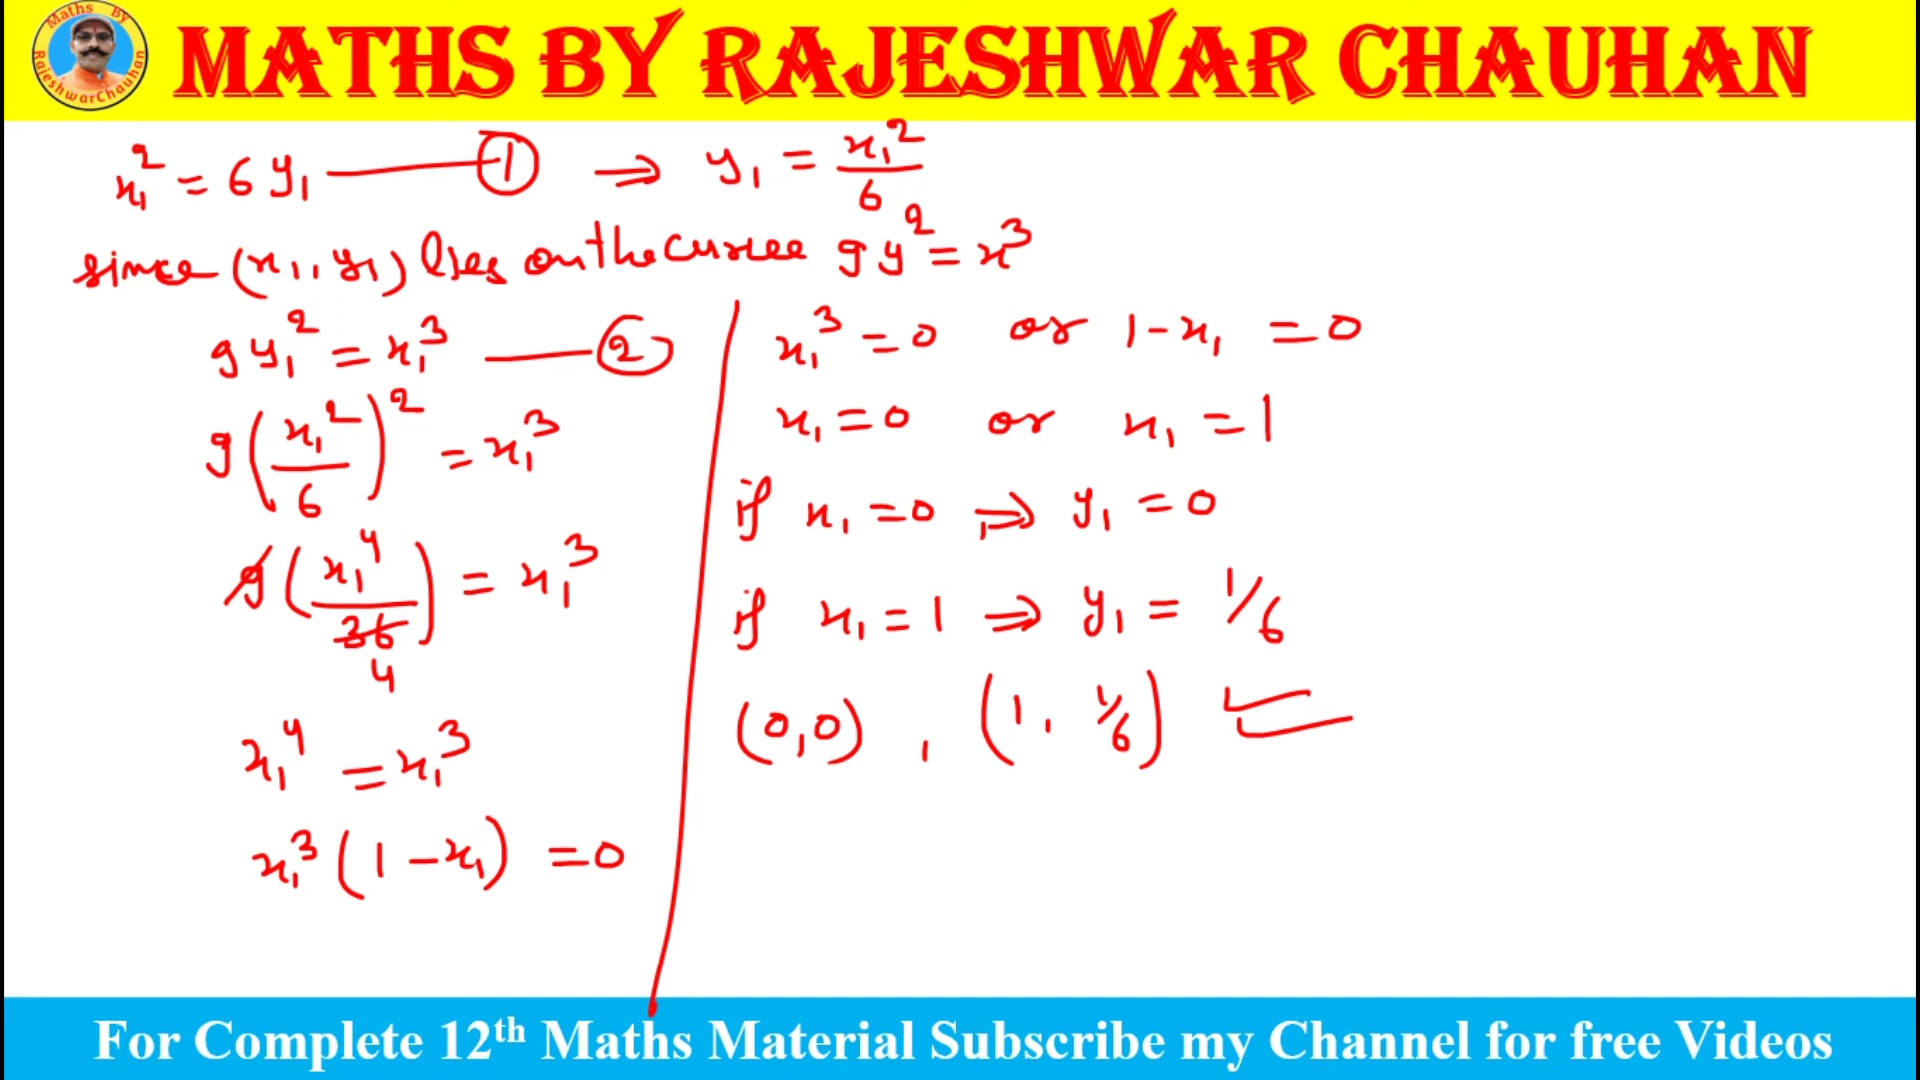 Maths By RajeshwarChauhan
MATHS BY RAJESHWAR CHAUHAN
x₁² = 6y₁ —— ① ⇒ y₁ = x₁²/6
since (x₁, y₁) lies on the curve 9y² = x³
9y₁² = x₁³ —— ②
9(x₁²/6)² = x₁³
9(x₁⁴/36) = x₁³
4
x₁⁴ = x₁³
x₁³(1-x₁) = 0
x₁³ = 0 or 1-x₁ = 0
x₁ = 0 or x₁ = 1
if x₁ = 0, ⇒ y₁ = 0
if x₁ = 1 ⇒ y₁ = 1/6
(0,0), (1, 1/6)
For Complete 12th Maths Material Subscribe my Channel for free Videos